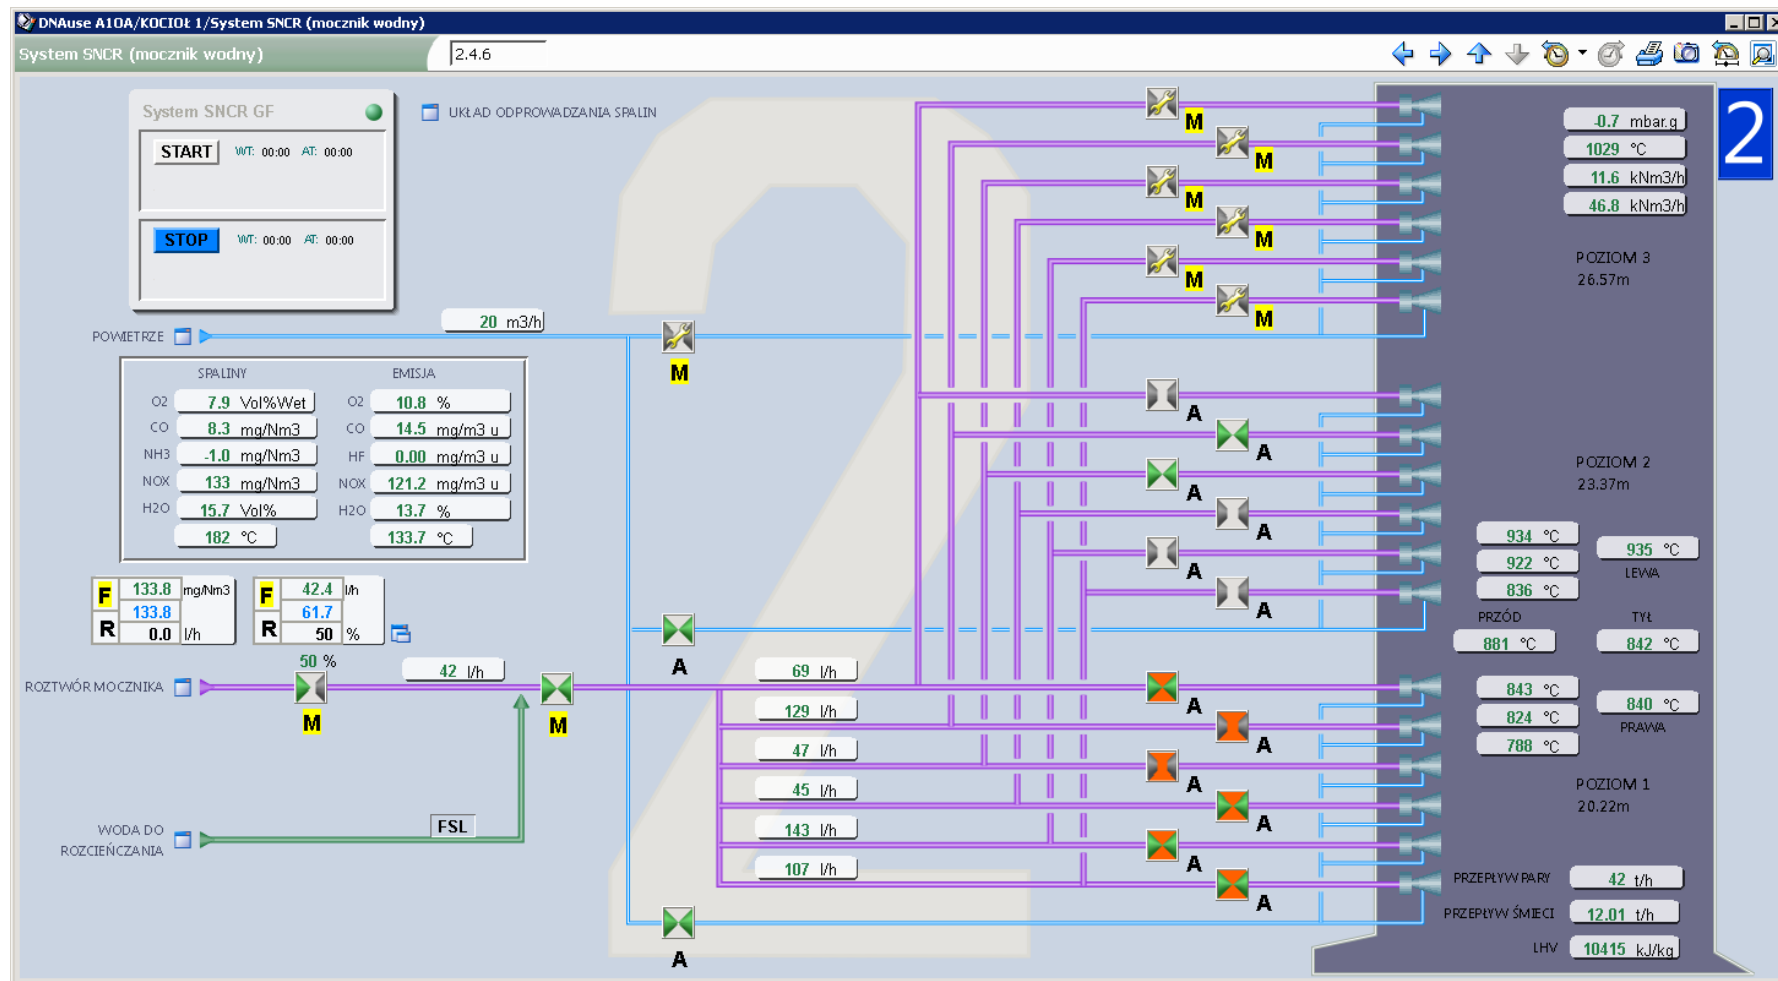 DNAuse A10A/KOCIOŁ 1/System SNCR (mocznik wodny)
System SNCR (mocznik wodny)
2.4.6
System SNCR GF
UKŁAD ODPROWADZANIA SPALIN
START WT: 00:00 AT: 00:00
STOP WT: 00:00 AT: 00:00
M
M
M
M
M
M
-0.7 mbar.g
1029 °C
11.6 kNm3/h
46.8 kNm3/h
2
POZIOM 3
26.57m
POWIETRZE
20 m3/h
M
SPALINY EMISJA
O2 7.9 Vol%Wet O2 10.8 %
CO 8.3 mg/Nm3 CO 14.5 mg/m3 u
NH3 -1.0 mg/Nm3 HF 0.00 mg/m3 u
NOX 133 mg/Nm3 NOX 121.2 mg/m3 u
H2O 15.7 Vol% H2O 13.7 %
182 °C 133.7 °C
A
A
A
A
A
A
POZIOM 2
23.37m
934 °C
922 °C
836 °C
935 °C
LEWA
PRZÓD TYŁ
881 °C 842 °C
F 133.8 mg/Nm3
133.8
R 0.0 l/h
F 42.4 l/h
61.7
R 50 %
50 %
ROZTWÓR MOCZNIKA
M
42 l/h
M
A
69 l/h
129 l/h
47 l/h
45 l/h
143 l/h
107 l/h
A
A
A
A
A
A
843 °C
824 °C
788 °C
840 °C
PRAWA
POZIOM 1
20.22m
WODA DO
ROZCIEŃCZANIA
FSL
A
PRZEPŁYW PARY 42 t/h
PRZEPŁYW ŚMIECI 12.01 t/h
LHV 10415 kJ/kg